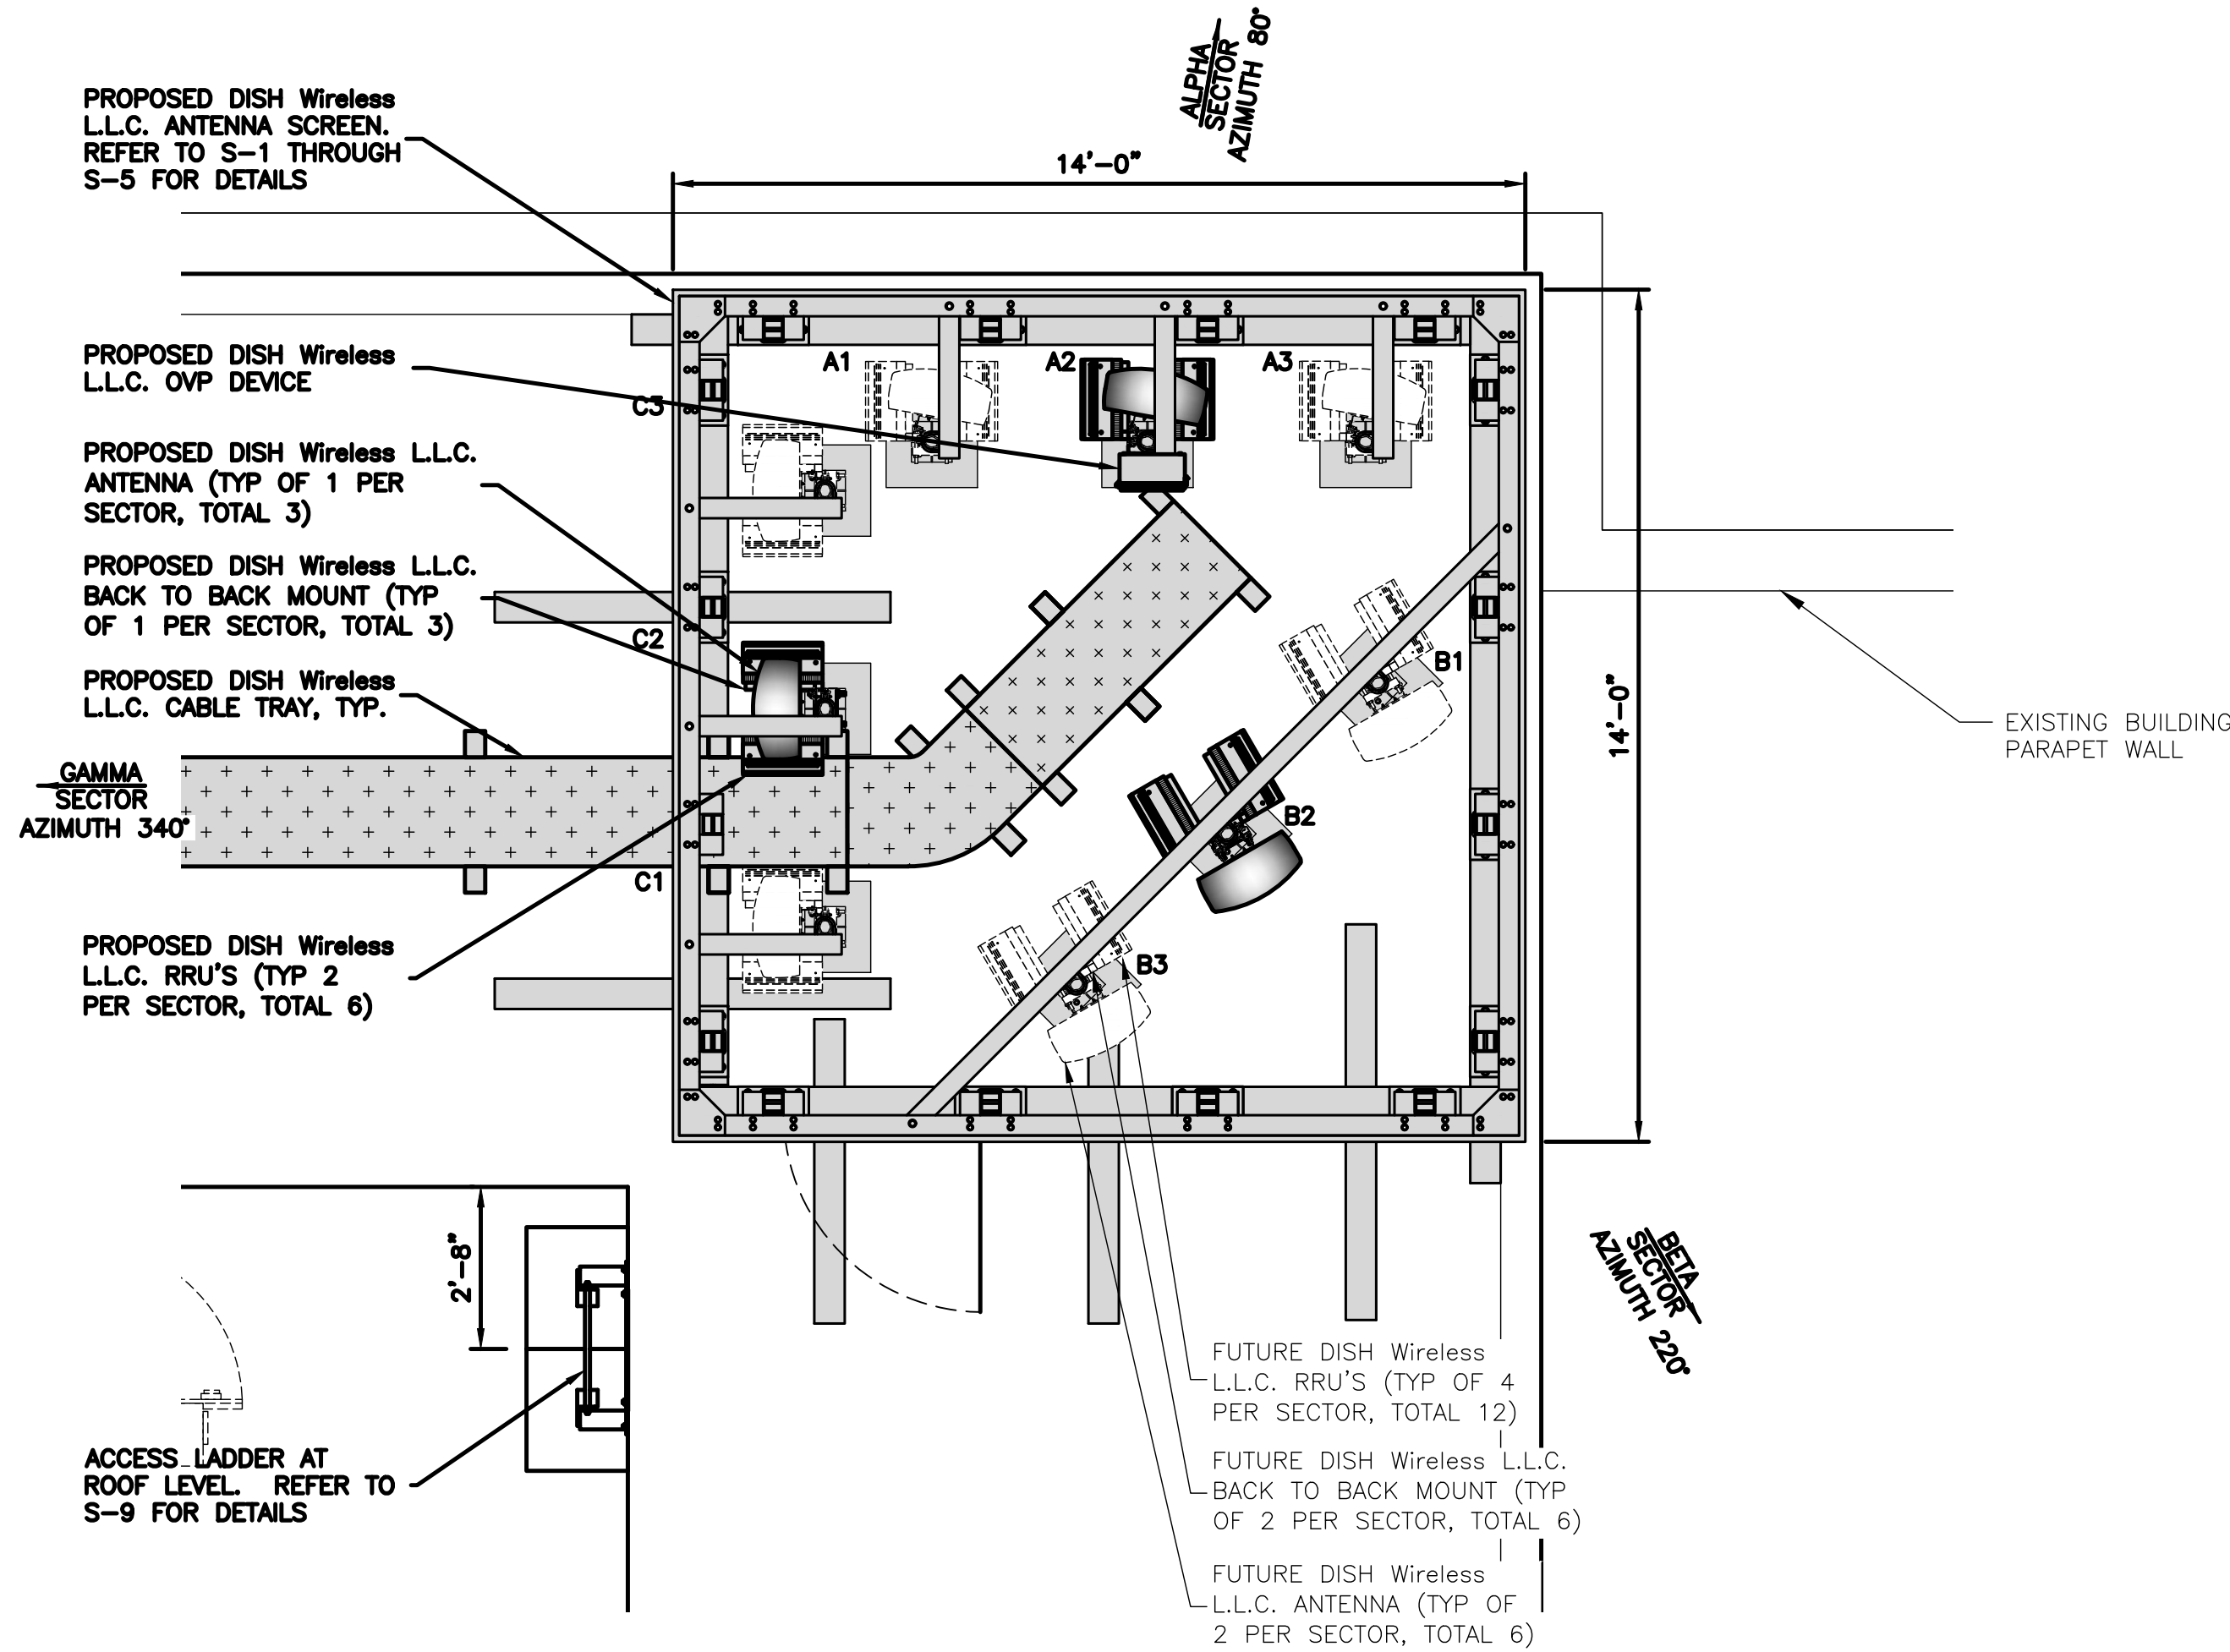 ALPHA
SECTOR
AZIMUTH 80°
14'-0"
PROPOSED DISH Wireless
L.L.C. ANTENNA SCREEN.
REFER TO S-1 THROUGH
S-5 FOR DETAILS
PROPOSED DISH Wireless
L.L.C. OVP DEVICE
A1
A2
A3
C3
PROPOSED DISH Wireless L.L.C.
ANTENNA (TYP OF 1 PER
SECTOR, TOTAL 3)
PROPOSED DISH Wireless L.L.C.
BACK TO BACK MOUNT (TYP
OF 1 PER SECTOR, TOTAL 3)
C2
B1
PROPOSED DISH Wireless
L.L.C. CABLE TRAY, TYP.
14'-0"
EXISTING BUILDING
PARAPET WALL
GAMMA
SECTOR
AZIMUTH 340°
B2
C1
PROPOSED DISH Wireless
L.L.C. RRU'S (TYP 2
PER SECTOR, TOTAL 6)
B3
2'-8"
BETA
SECTOR
AZIMUTH 220°
FUTURE DISH Wireless
L.L.C. RRU'S (TYP OF 4
PER SECTOR, TOTAL 12)
FUTURE DISH Wireless L.L.C.
BACK TO BACK MOUNT (TYP
OF 2 PER SECTOR, TOTAL 6)
FUTURE DISH Wireless
L.L.C. ANTENNA (TYP OF
2 PER SECTOR, TOTAL 6)
ACCESS LADDER AT
ROOF LEVEL. REFER TO
S-9 FOR DETAILS